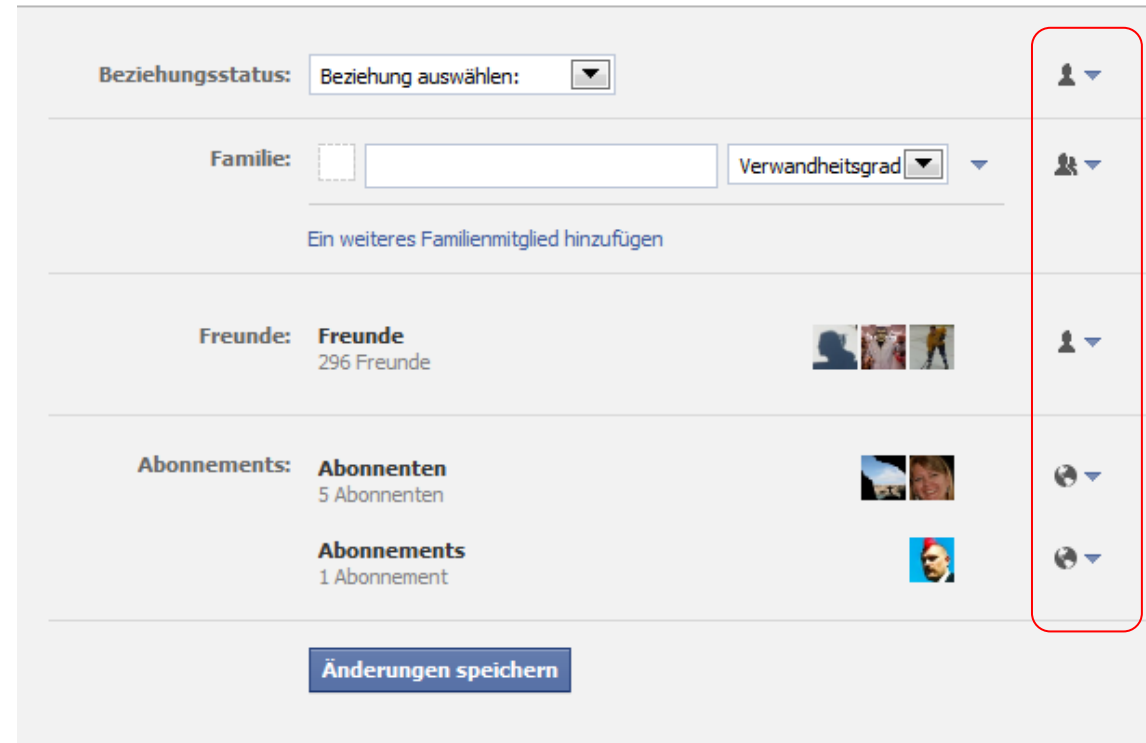 Beziehungsstatus: Beziehung auswählen:
Familie: Verwandheitsgrad
Ein weiteres Familienmitglied hinzufügen
Freunde: Freunde
296 Freunde
Abonnements: Abonnenten
5 Abonnenten
Abonnements
1 Abonnement
Änderungen speichern